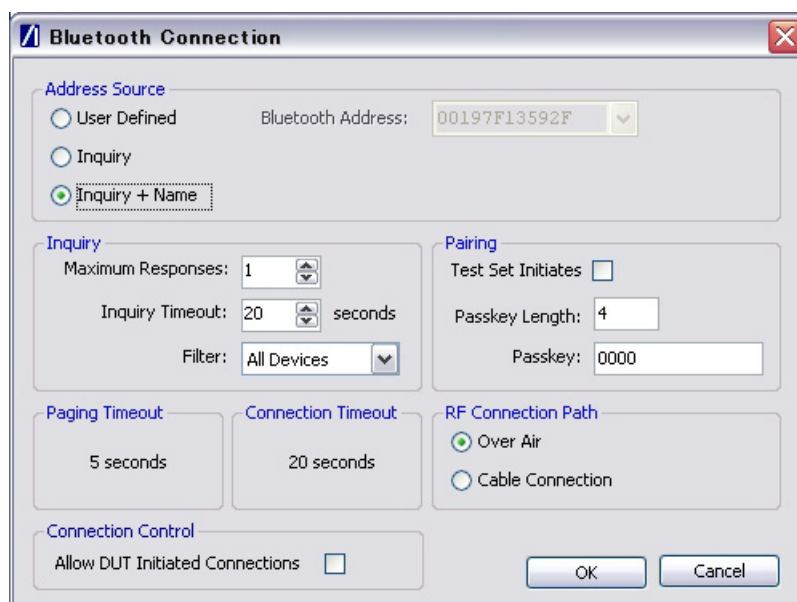 Bluetooth Connection
Address Source
User Defined
Bluetooth Address:
00197F13592F
Inquiry
Inquiry + Name
Inquiry
Maximum Responses:
1
Inquiry Timeout:
20
seconds
Filter:
All Devices
Pairing
Test Set Initiates
Passkey Length:
4
Passkey:
0000
Paging Timeout
5 seconds
Connection Timeout
20 seconds
RF Connection Path
Over Air
Cable Connection
Connection Control
Allow DUT Initiated Connections
OK
Cancel